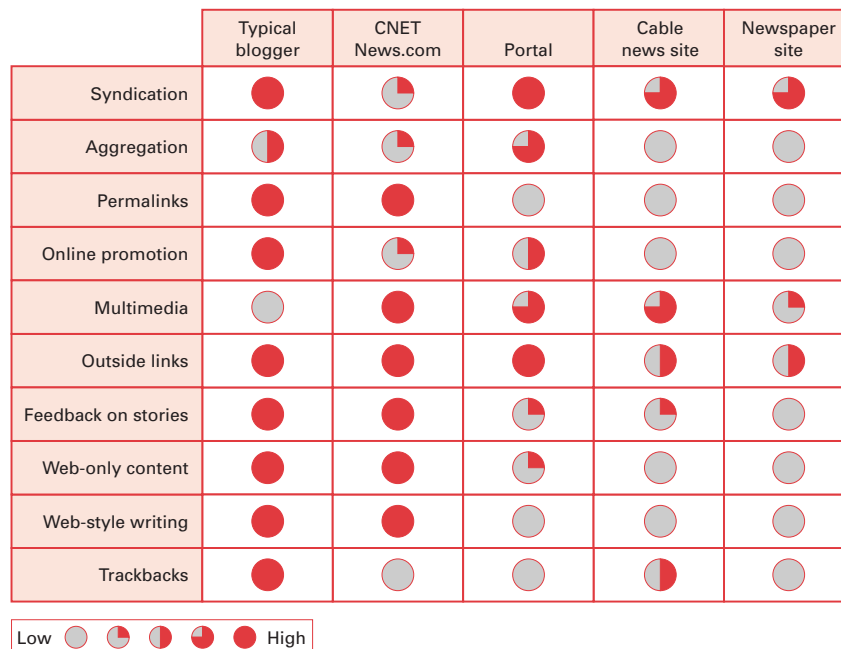 Typical
blogger
CNET
News.com
Portal
Cable
news site
Newspaper
site
Syndication
Aggregation
Permalinks
Online promotion
Multimedia
Outside links
Feedback on stories
Web-only content
Web-style writing
Trackbacks
Low High